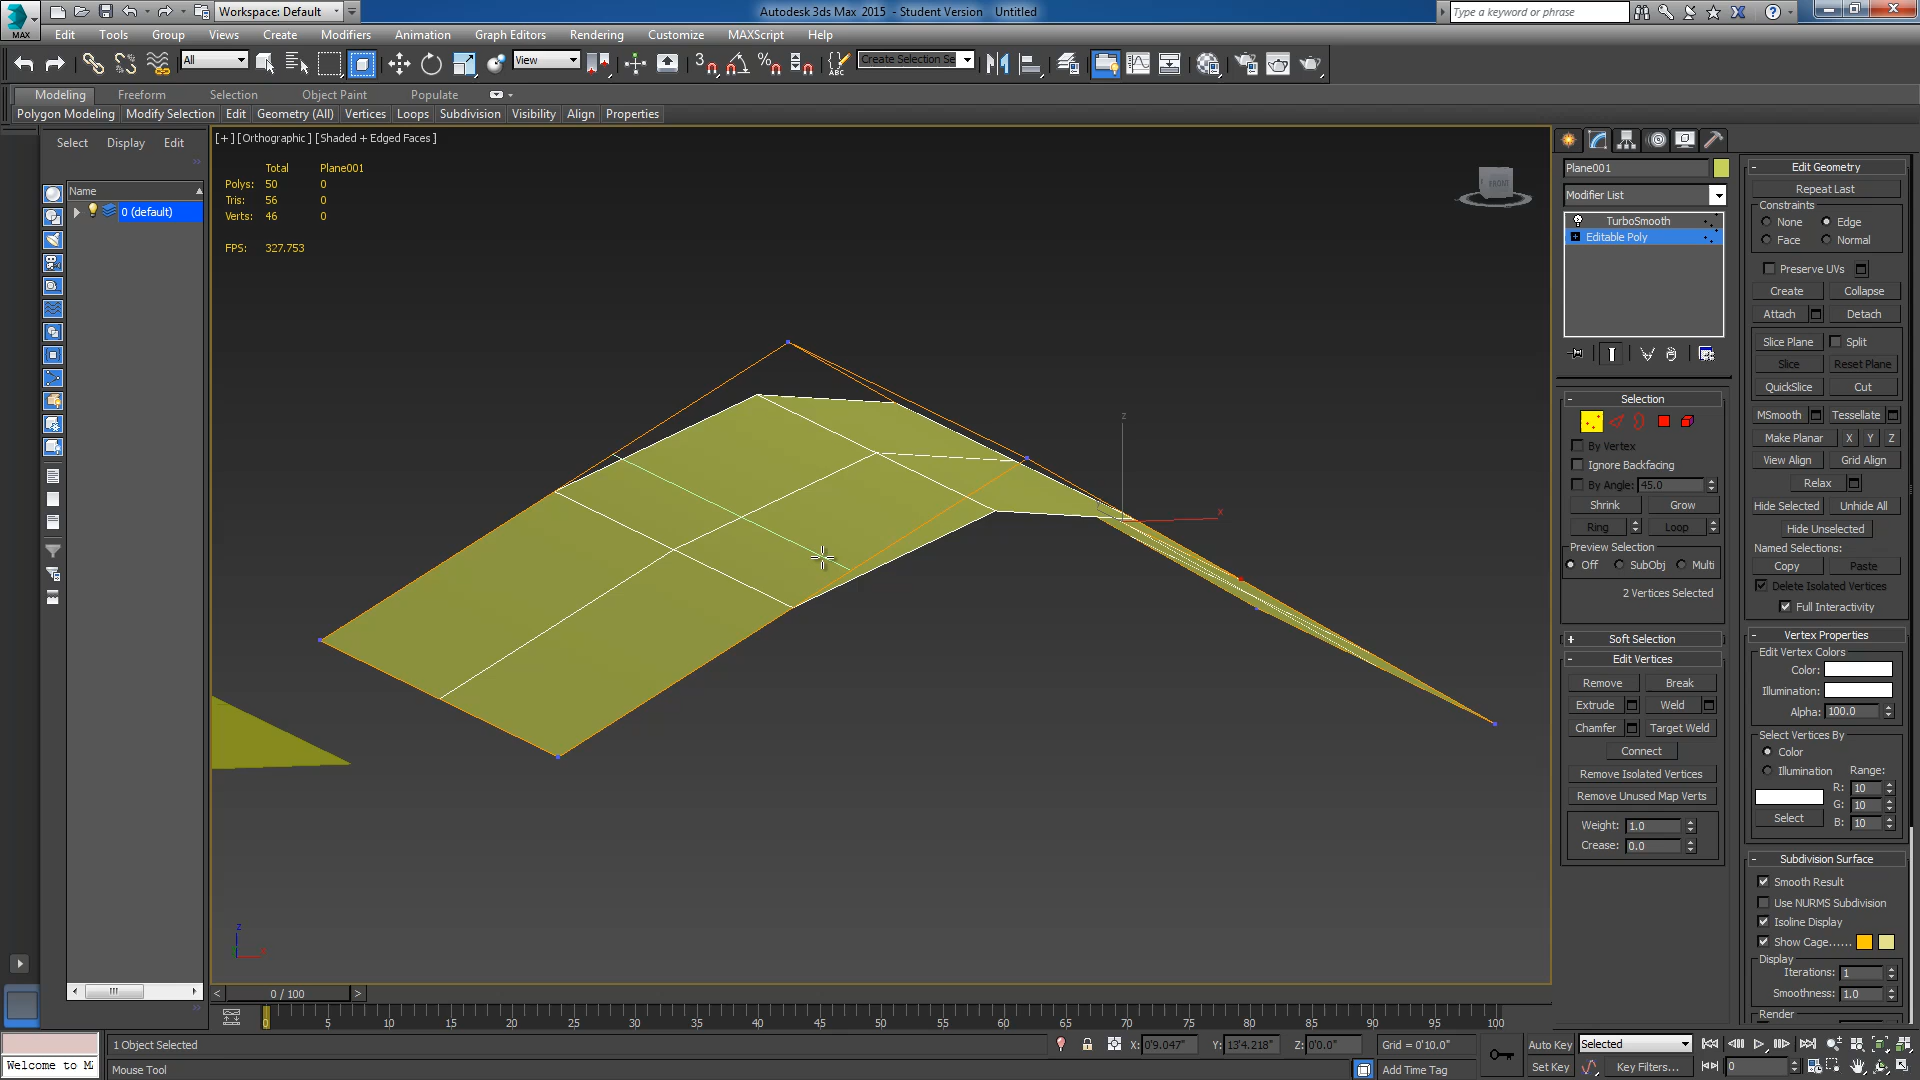 Workspace: Default
Autodesk 3ds Max 2015 - Student Version Untitled
Type a keyword or phrase
MAX
Edit Tools Group Views Create Modifiers Animation Graph Editors Rendering Customize MAXScript Help
All
View
3
Create Selection Se
Modeling Freeform Selection Object Paint Populate
Polygon Modeling Modify Selection Edit Geometry (All) Vertices Loops Subdivision Visibility Align Properties
Select Display Edit
Name
0 (default)
[+] [Orthographic ] [Shaded + Edged Faces ]
Total Plane001
Polys: 50 0
Tris: 56 0
Verts: 46 0
FPS: 327.753
FRONT
z
x
z
x
Plane001
Modifier List
TurboSmooth
Editable Poly
Selection
By Vertex
Ignore Backfacing
By Angle: 45.0
Shrink Grow
Ring Loop
Preview Selection
Off SubObj Multi
2 Vertices Selected
Soft Selection
Edit Vertices
Remove Break
Extrude Weld
Chamfer Target Weld
Connect
Remove Isolated Vertices
Remove Unused Map Verts
Weight: 1.0
Crease: 0.0
Edit Geometry
Repeat Last
Constraints
None Edge
Face Normal
Preserve UVs
Create Collapse
Attach Detach
Slice Plane Split
Slice Reset Plane
QuickSlice Cut
MSmooth Tessellate
Make Planar X Y Z
View Align Grid Align
Relax
Hide Selected Unhide All
Hide Unselected
Named Selections:
Copy Paste
Delete Isolated Vertices
Full Interactivity
Vertex Properties
Edit Vertex Colors
Color:
Illumination:
Alpha: 100.0
Select Vertices By
Color
Illumination Range:
R: 10
G: 10
B: 10
Select
Subdivision Surface
Smooth Result
Use NURMS Subdivision
Isoline Display
Show Cage......
Display
Iterations: 1
Smoothness: 1.0
Render
< 0 / 100 >
0 5 10 15 20 25 30 35 40 45 50 55 60 65 70 75 80 85 90 95 100
Welcome to M
1 Object Selected
X: 0'9.047" Y: 13'4.218" Z: 0'0.0" Grid = 0'10.0"
Mouse Tool
Add Time Tag
Auto Key Selected
Set Key Key Filters... 0